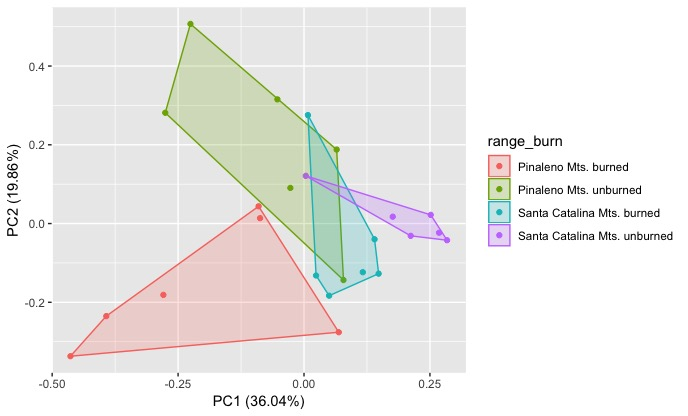 PC2 (19.86%)
0.4
0.2
0.0
-0.2
-0.50
-0.25
0.00
0.25
PC1 (36.04%)
range_burn
Pinaleno Mts. burned
Pinaleno Mts. unburned
Santa Catalina Mts. burned
Santa Catalina Mts. unburned